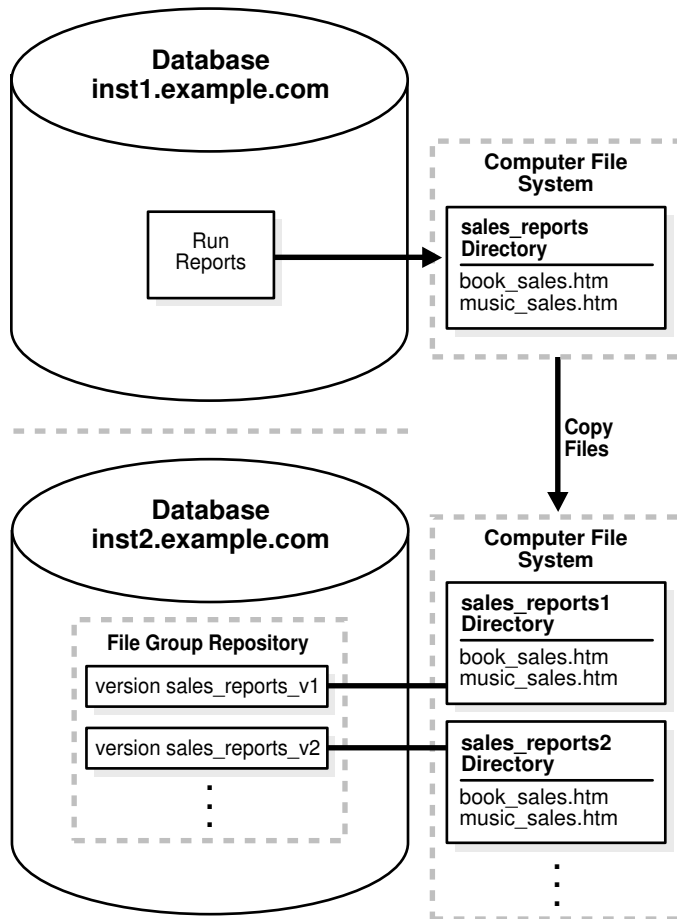 Database
inst1.example.com
Run
Reports
Computer File
System
sales_reports
Directory
book_sales.htm
music_sales.htm
Copy
Files
Database
inst2.example.com
File Group Repository
version sales_reports_v1
version sales_reports_v2
Computer File
System
sales_reports1
Directory
book_sales.htm
music_sales.htm
sales_reports2
Directory
book_sales.htm
music_sales.htm